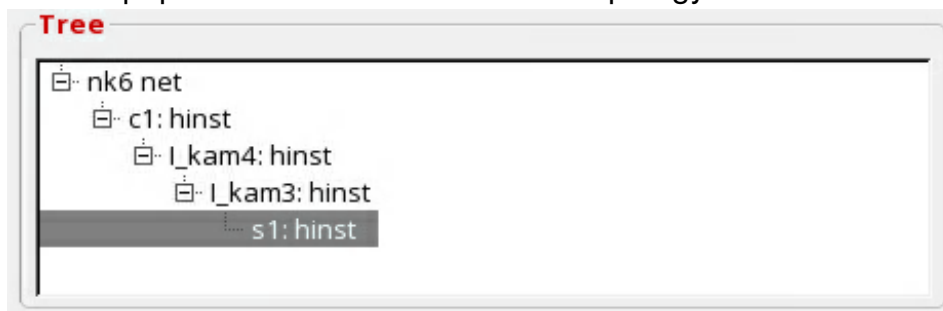 Tree
nk6 net
c1: hinst
I_kam4: hinst
I_kam3: hinst
s1: hinst